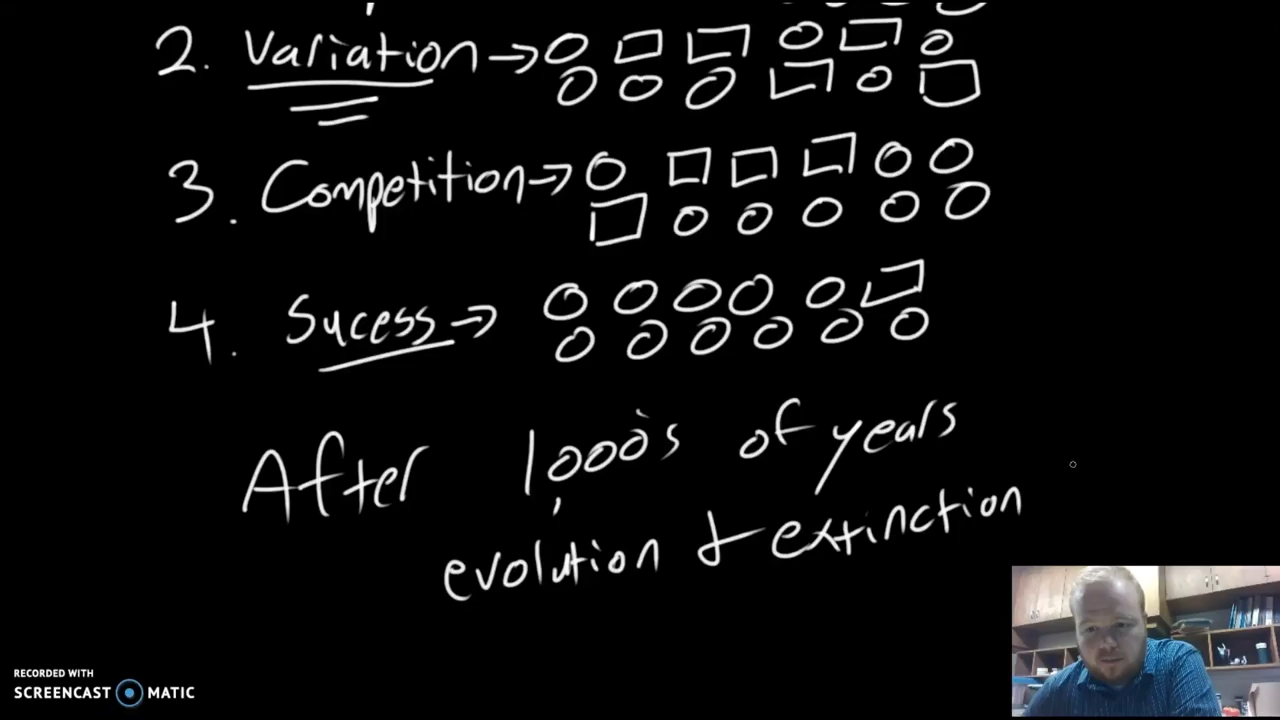 2. Variation →
3. Competition →
4. Sucess →
After 1,000's of years
evolution & extinction
RECORDED WITH
SCREENCAST MATIC